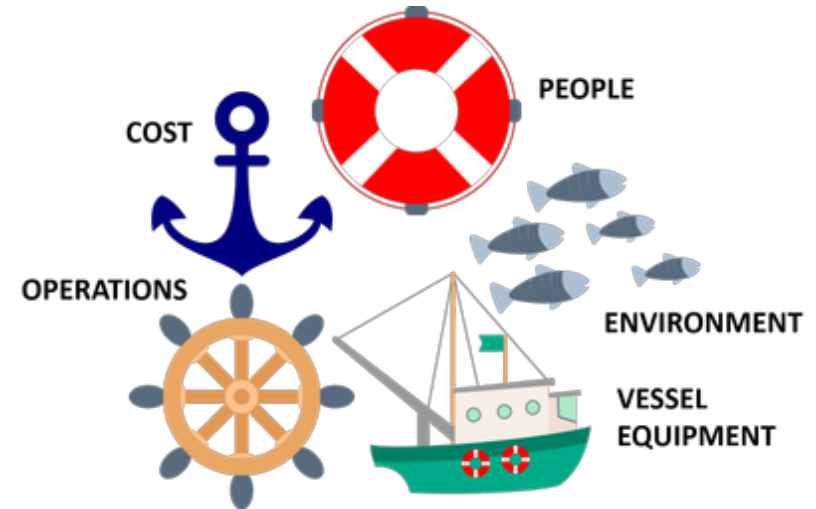 PEOPLE
COST
OPERATIONS
ENVIRONMENT
VESSEL
EQUIPMENT